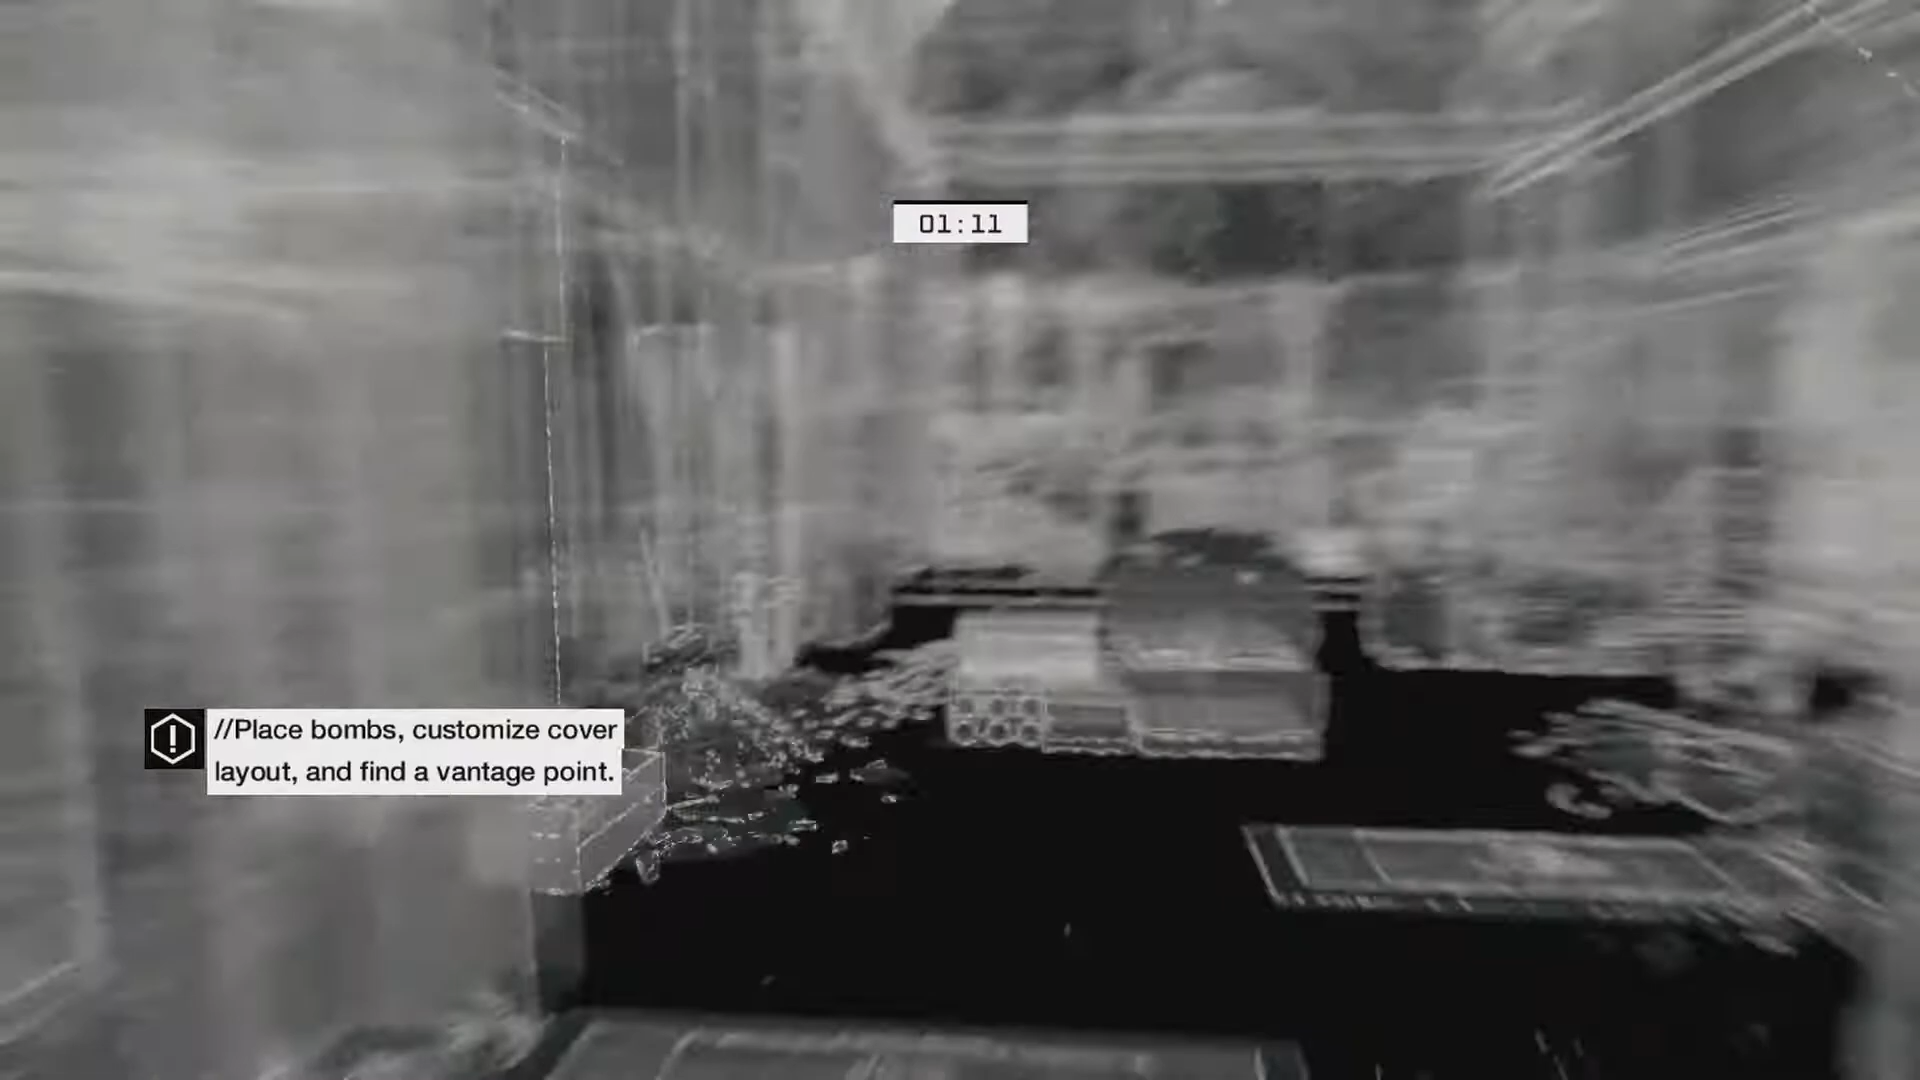 01:11
//Place bombs, customize cover
layout, and find a vantage point.